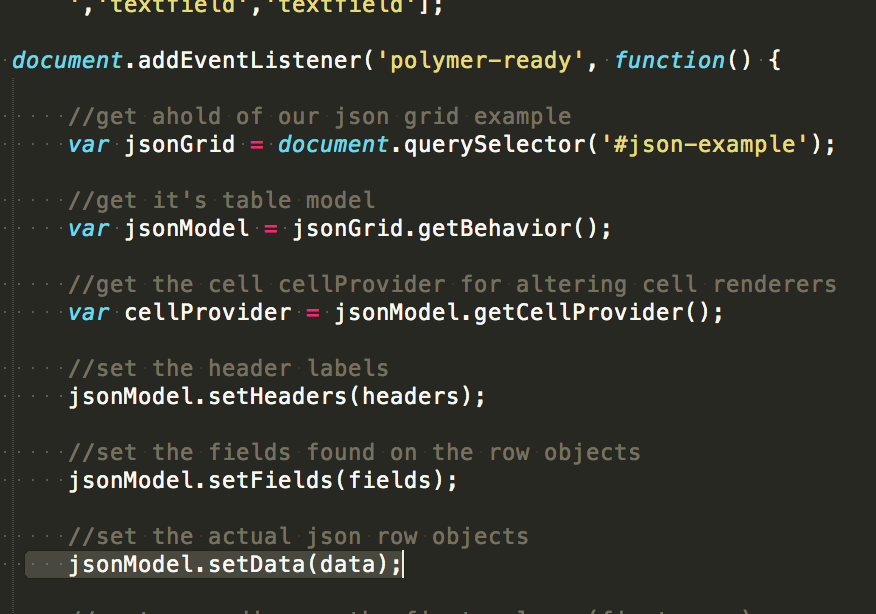 ','textfield','textfield'];
document.addEventListener('polymer-ready', function() {
//get ahold of our json grid example
var jsonGrid = document.querySelector('#json-example');
//get it's table model
var jsonModel = jsonGrid.getBehavior();
//get the cell cellProvider for altering cell renderers
var cellProvider = jsonModel.getCellProvider();
//set the header labels
jsonModel.setHeaders(headers);
//set the fields found on the row objects
jsonModel.setFields(fields);
//set the actual json row objects
jsonModel.setData(data);